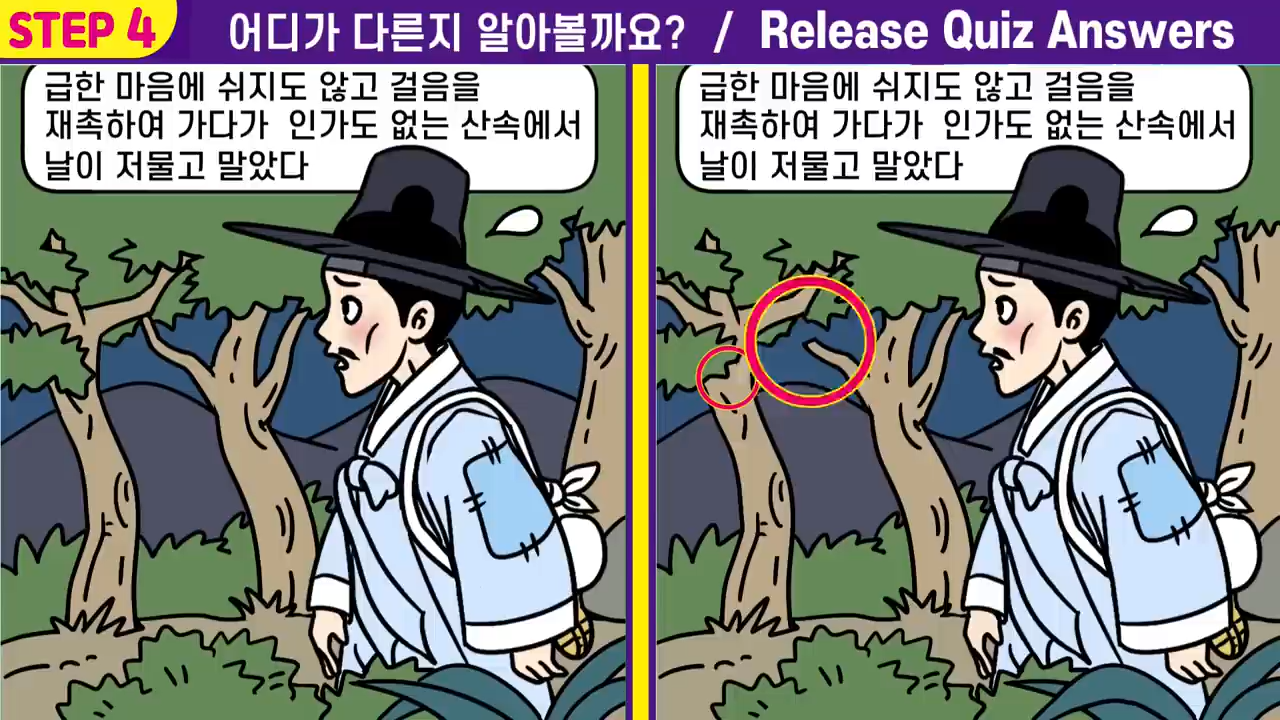 STEP 4
어디가 다른지 알아볼까요? / Release Quiz Answers
급한 마음에 쉬지도 않고 걸음을
재촉하여 가다가 인가도 없는 산속에서
날이 저물고 말았다
급한 마음에 쉬지도 않고 걸음을
재촉하여 가다가 인가도 없는 산속에서
날이 저물고 말았다